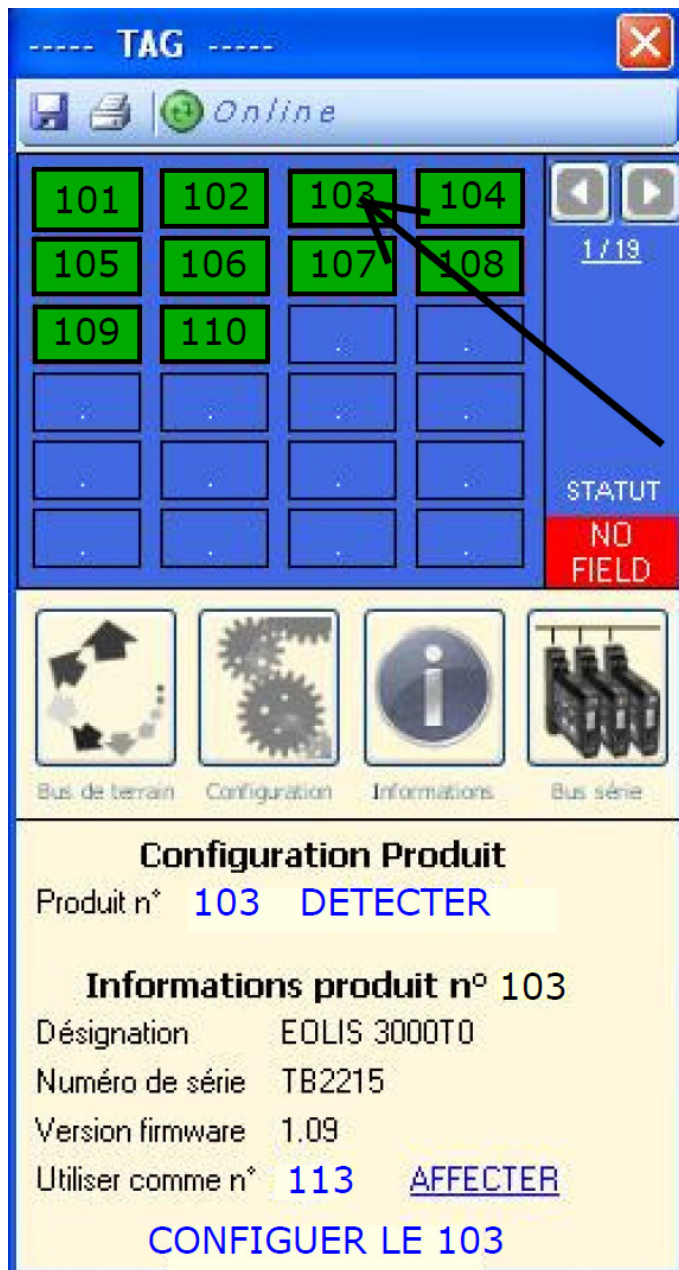 ----- TAG -----
Online
101 102 103 104
105 106 107 108
109 110 . .
. . . .
. . . .
. . . .
1/19
STATUT
NO
FIELD
Bus de terrain Configuration Informations Bus série
Configuration Produit
Produit n° 103 DETECTER
Informations produit n° 103
Désignation EOLIS 3000T0
Numéro de série TB2215
Version firmware 1.09
Utiliser comme n° 113 AFFECTER
CONFIGUER LE 103